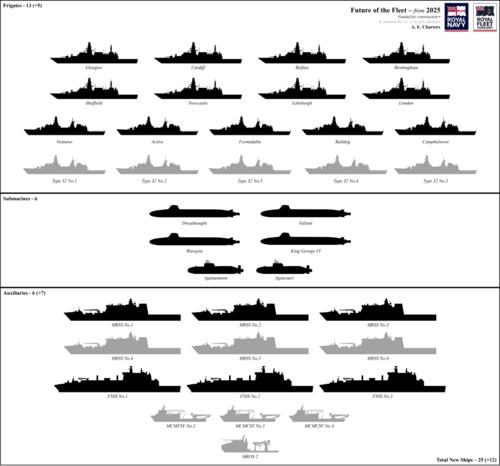 Frigates - 13 (+5)
Future of the Fleet – from 2025
Funded for construction •
A. E. Charters
ROYAL NAVY
ROYAL FLEET AUXILIARY
Glasgow Cardiff Belfast Birmingham
Sheffield Newcastle Edinburgh London
Venturer Active Formidable Bulldog Campbeltown
Type 32 No.1 Type 32 No.2 Type 32 No.3 Type 32 No.4 Type 32 No.5
Submarines - 6
Dreadnought Valiant
Warspite King George VI
Agamemnon Agincourt
Auxiliaries - 6 (+7)
MRSS No.1 MRSS No.2 MRSS No.3
MRSS No.4 MRSS No.5 MRSS No.6
FSSS No.1 FSSS No.2 FSSS No.3
MCMCSV No.3 MCMCSV No.4
MROS 2
Total New Ships – 25 (+12)